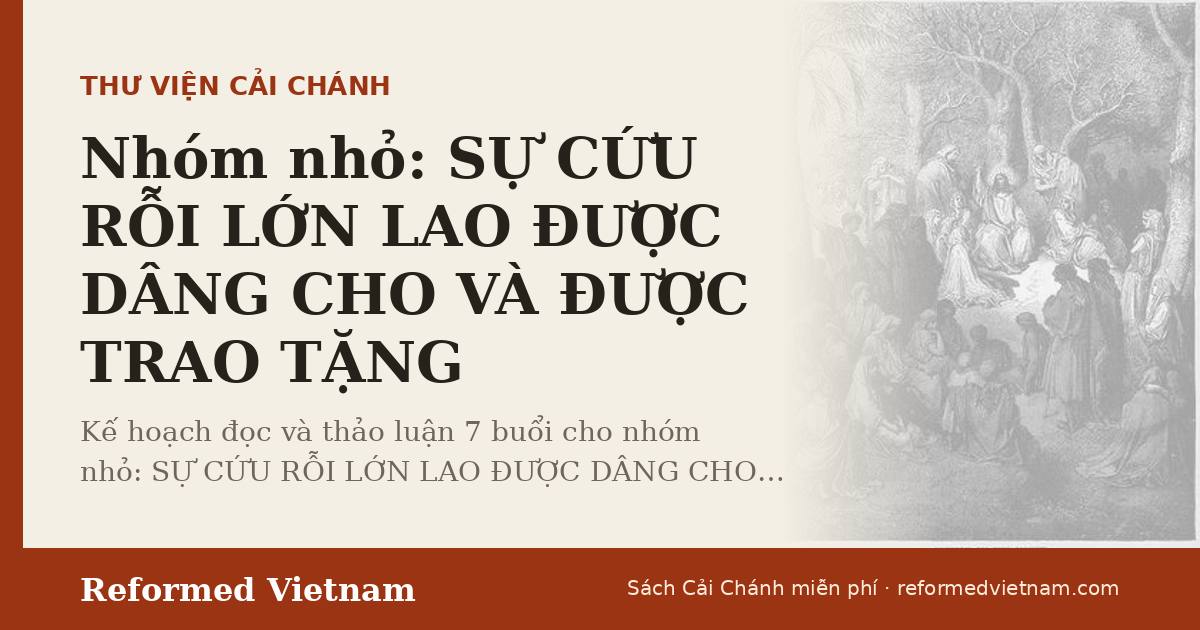 THƯ VIỆN CẢI CHÁNH
Nhóm nhỏ: SỰ CỨU
RỖI LỚN LAO ĐƯỢC
DÂNG CHO VÀ ĐƯỢC
TRAO TẶNG
Kế hoạch đọc và thảo luận 7 buổi cho nhóm
nhỏ: SỰ CỨU RỖI LỚN LAO ĐƯỢC DÂNG CHO...
Reformed Vietnam
Sách Cải Chánh miễn phí · reformedvietnam.com